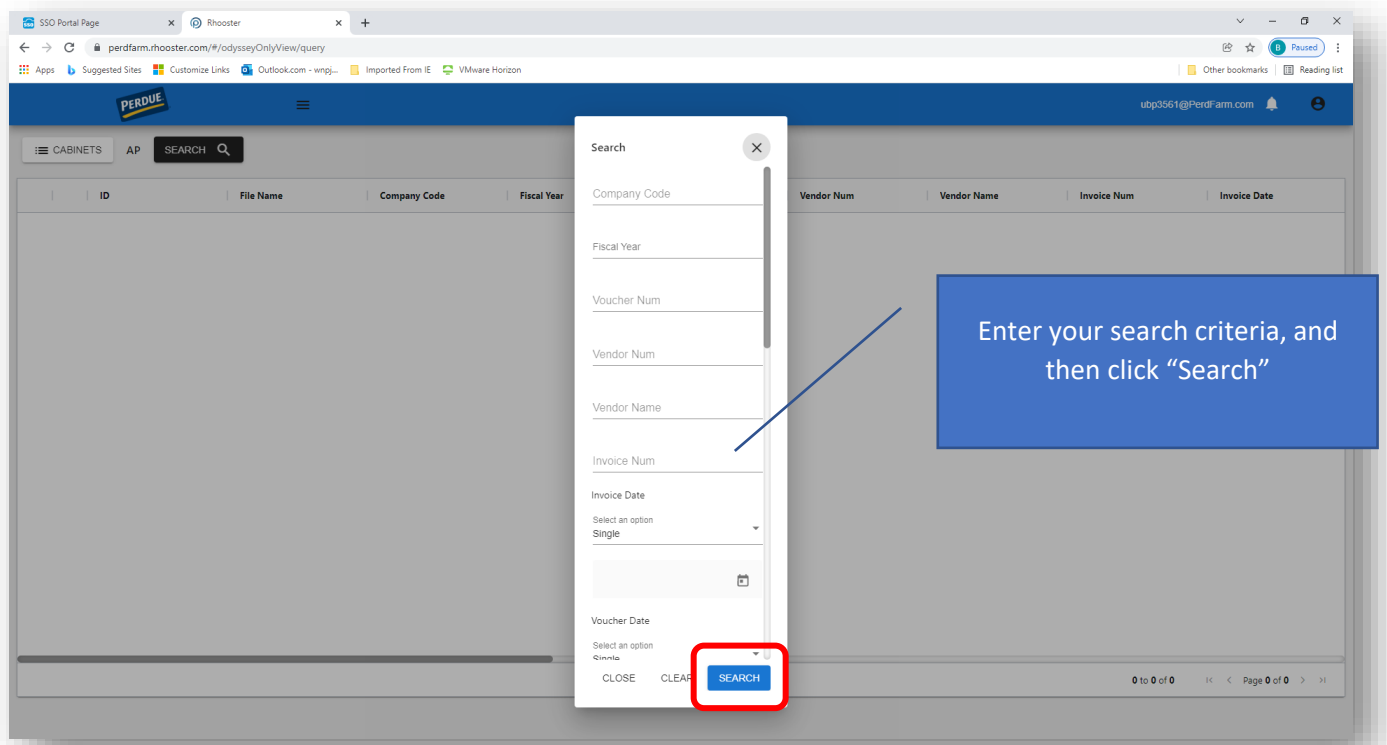 SSO Portal Page
Rhooster
perdfarm.rhooster.com/#/odysseyOnlyView/query
B Paused
Apps Suggested Sites Customize Links Outlook.com - wnpj... Imported From IE VMware Horizon Other bookmarks Reading list
PERDUE
ubp3561@PerdFarm.com
CABINETS AP SEARCH
ID File Name Company Code Fiscal Year Vendor Num Vendor Name Invoice Num Invoice Date
Search
Company Code
Fiscal Year
Voucher Num
Vendor Num
Vendor Name
Invoice Num
Invoice Date
Select an option
Single
Voucher Date
Select an option
Single
CLOSE CLEAR SEARCH
Enter your search criteria, and
then click “Search”
0 to 0 of 0 Page 0 of 0